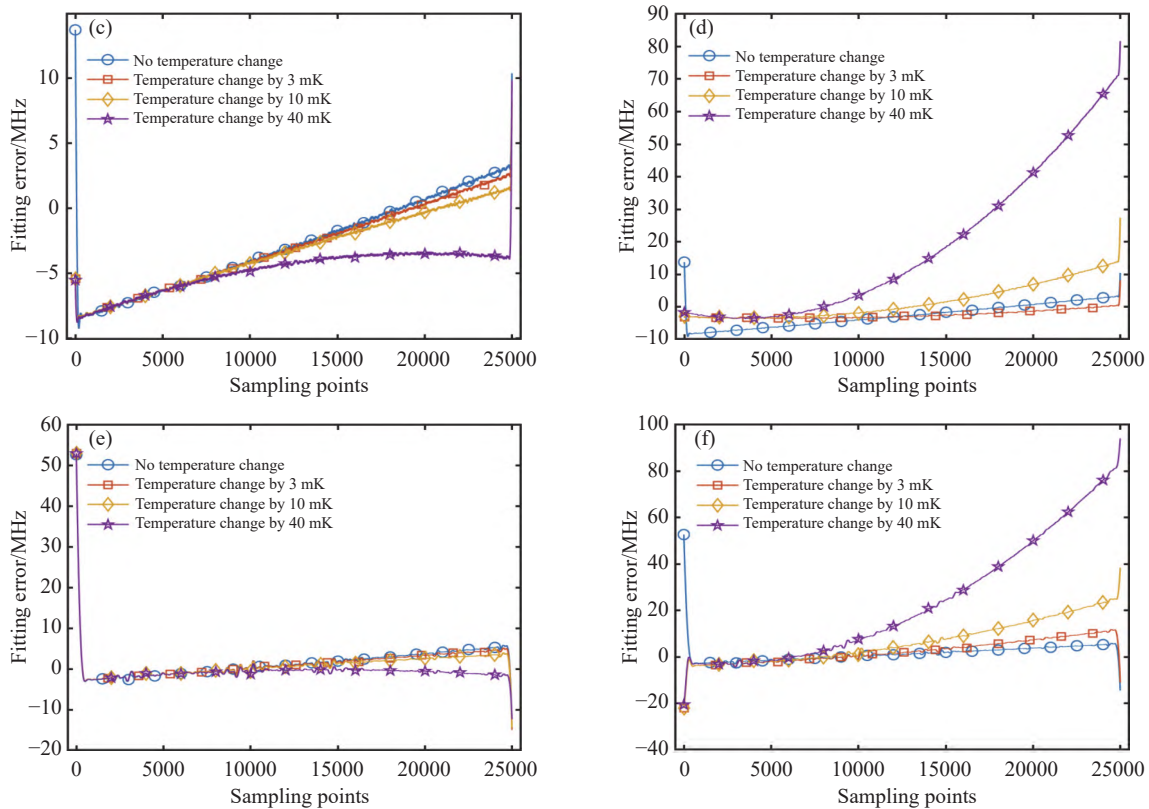 (c)
No temperature change
Temperature change by 3 mK
Temperature change by 10 mK
Temperature change by 40 mK
10
5
0
−5
−10
Fitting error/MHz
0 5000 10000 15000 20000 25000
Sampling points
(d)
No temperature change
Temperature change by 3 mK
Temperature change by 10 mK
Temperature change by 40 mK
90
80
70
60
50
40
30
20
10
0
−10
Fitting error/MHz
0 5000 10000 15000 20000 25000
Sampling points
(e)
No temperature change
Temperature change by 3 mK
Temperature change by 10 mK
Temperature change by 40 mK
60
50
40
30
20
10
0
−10
−20
Fitting error/MHz
0 5000 10000 15000 20000 25000
Sampling points
(f)
No temperature change
Temperature change by 3 mK
Temperature change by 10 mK
Temperature change by 40 mK
100
80
60
40
20
0
−20
−40
Fitting error/MHz
0 5000 10000 15000 20000 25000
Sampling points